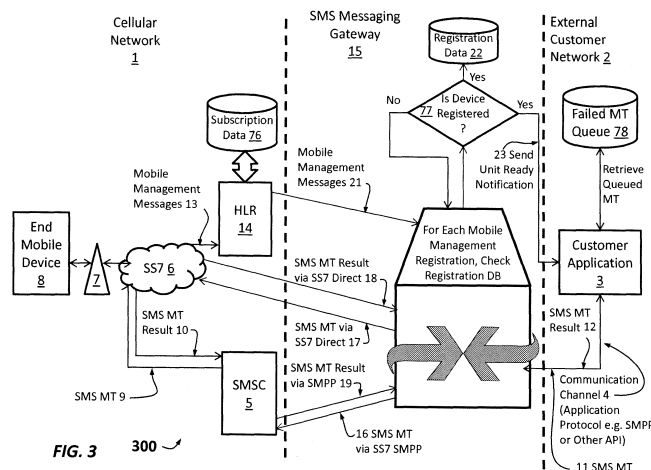 Cellular
Network
1
SMS Messaging
Gateway
15
External
Customer
Network 2
Registration
Data 22
Yes
No
77
Is Device
Registered
?
Yes
Failed MT
Queue 78
Subscription
Data 76
23 Send
Unit Ready
Notification
Retrieve
Queued
MT
Mobile
Management
Messages 21
Mobile
Management
Messages 13
HLR
14
For Each Mobile
Management
Registration, Check
Registration DB
End
Mobile
Device
8
7
SS7 6
Customer
Application
3
SMS MT Result
via SS7 Direct 18
SMS MT via
SS7 Direct 17
SMS MT
Result 10
SMS MT
Result 12
SMS MT Result
via SMPP 19
SMS MT 9
SMSC
5
Communication
Channel 4
(Application
Protocol e.g. SMPP
or Other API)
16 SMS MT
via SS7 SMPP
FIG. 3
300
11 SMS MT